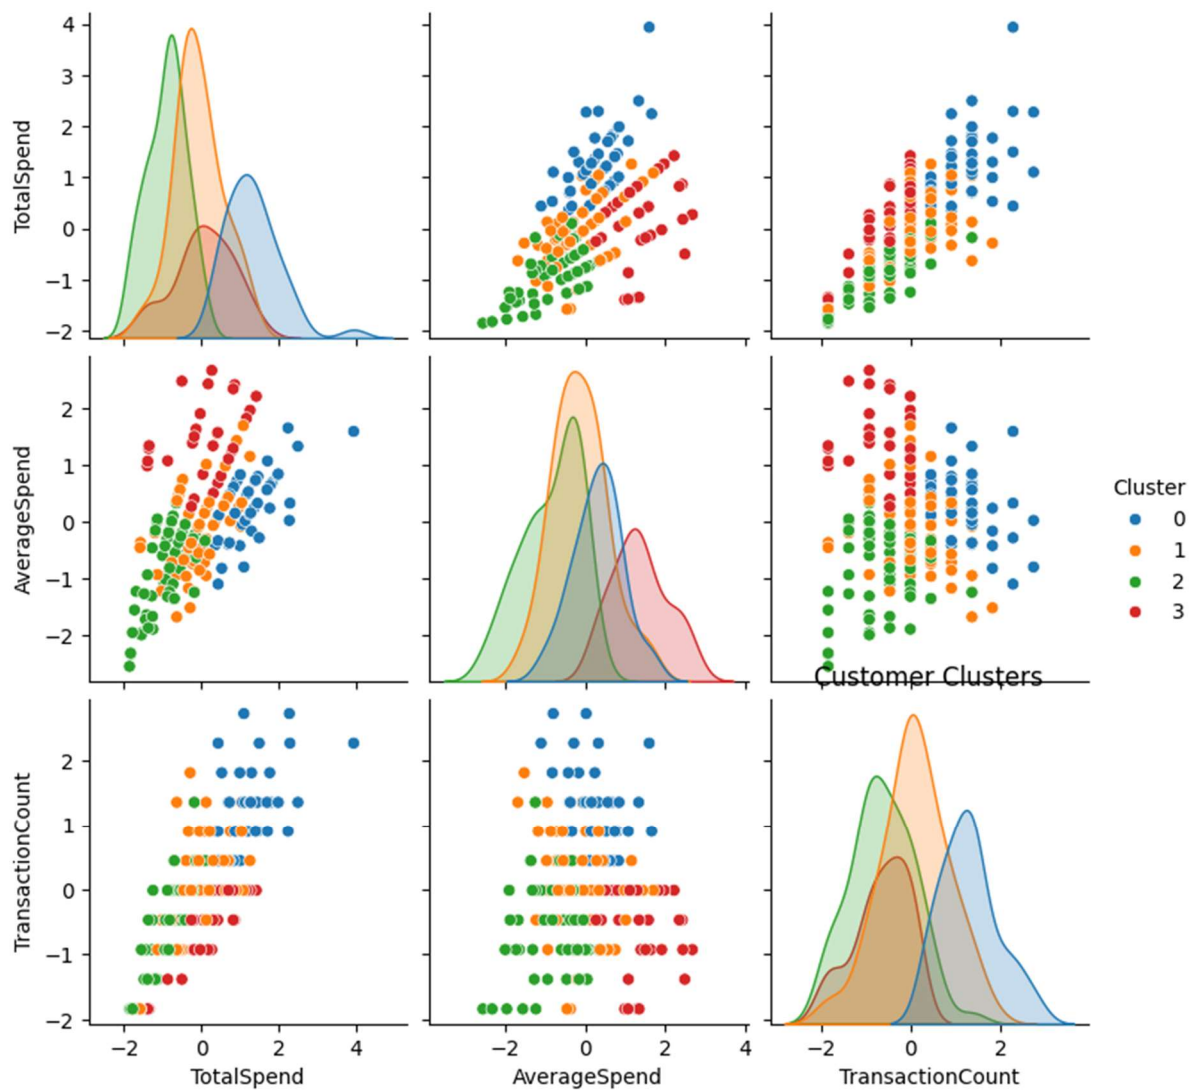 4
3
2
1
0
−1
−2
TotalSpend
2
1
0
−1
−2
AverageSpend
Cluster
0
1
2
3
Customer Clusters
2
1
0
−1
−2
TransactionCount
−2 0 2 4
TotalSpend
−2 0 2 4
AverageSpend
−2 0 2
TransactionCount